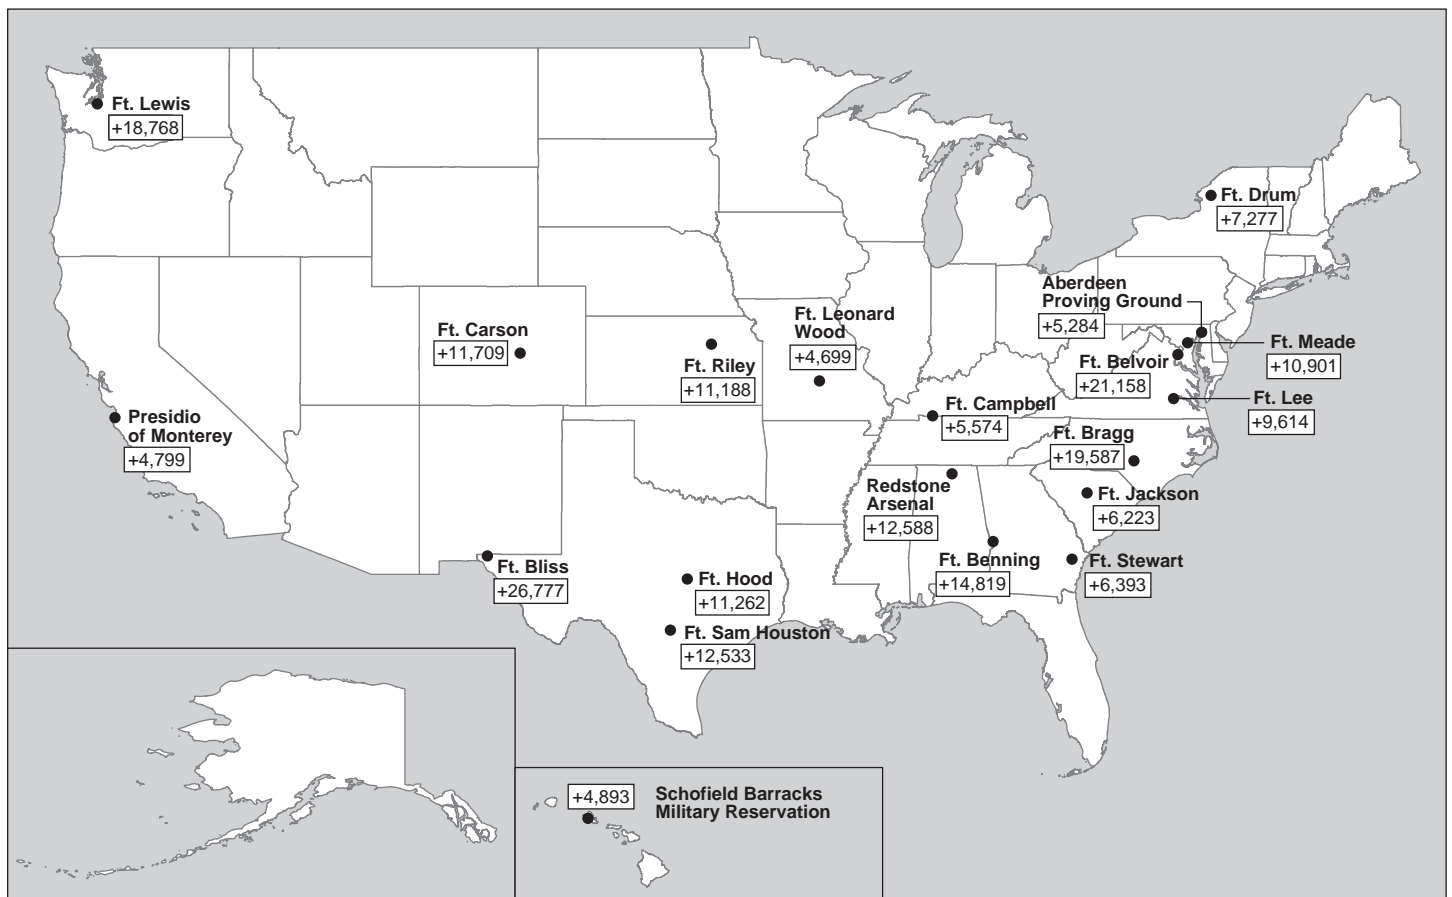 Ft. Lewis
+18,768
Ft. Drum
+7,277
Aberdeen
Proving Ground
+5,284
Ft. Leonard
Wood
+4,699
Ft. Carson
+11,709
Ft. Riley
+11,188
Ft. Meade
+10,901
Ft. Belvoir
+21,158
Ft. Lee
+9,614
Ft. Campbell
+5,574
Presidio
of Monterey
+4,799
Ft. Bragg
+19,587
Redstone
Arsenal
+12,588
Ft. Jackson
+6,223
Ft. Benning
+14,819
Ft. Stewart
+6,393
Ft. Bliss
+26,777
Ft. Hood
+11,262
Ft. Sam Houston
+12,533
+4,893
Schofield Barracks
Military Reservation